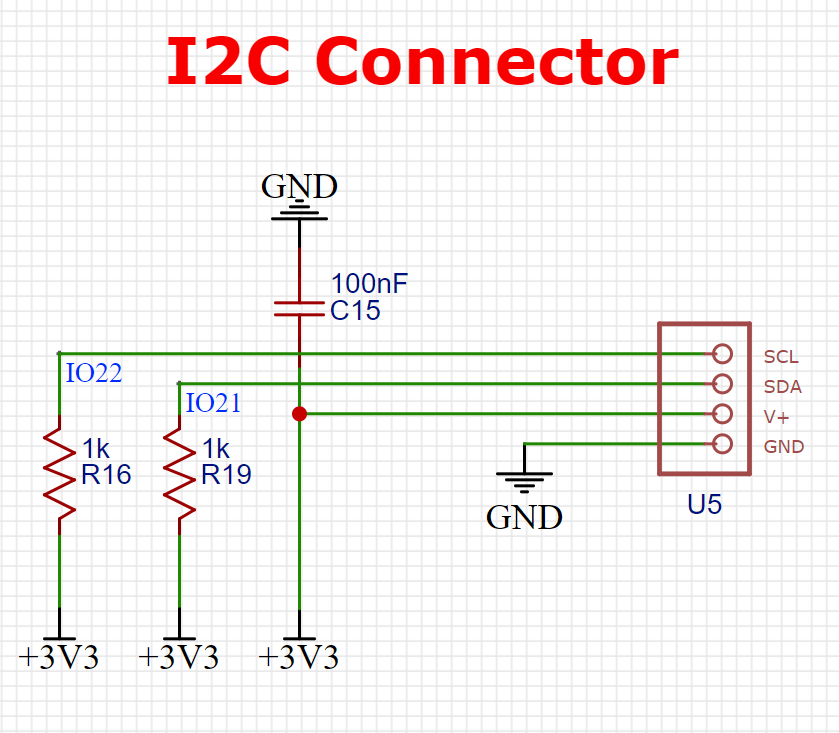 I2C Connector
GND
100nF
C15
SCL
IO22
SDA
IO21
V+
1k
R16
1k
R19
GND
GND
U5
+3V3
+3V3
+3V3